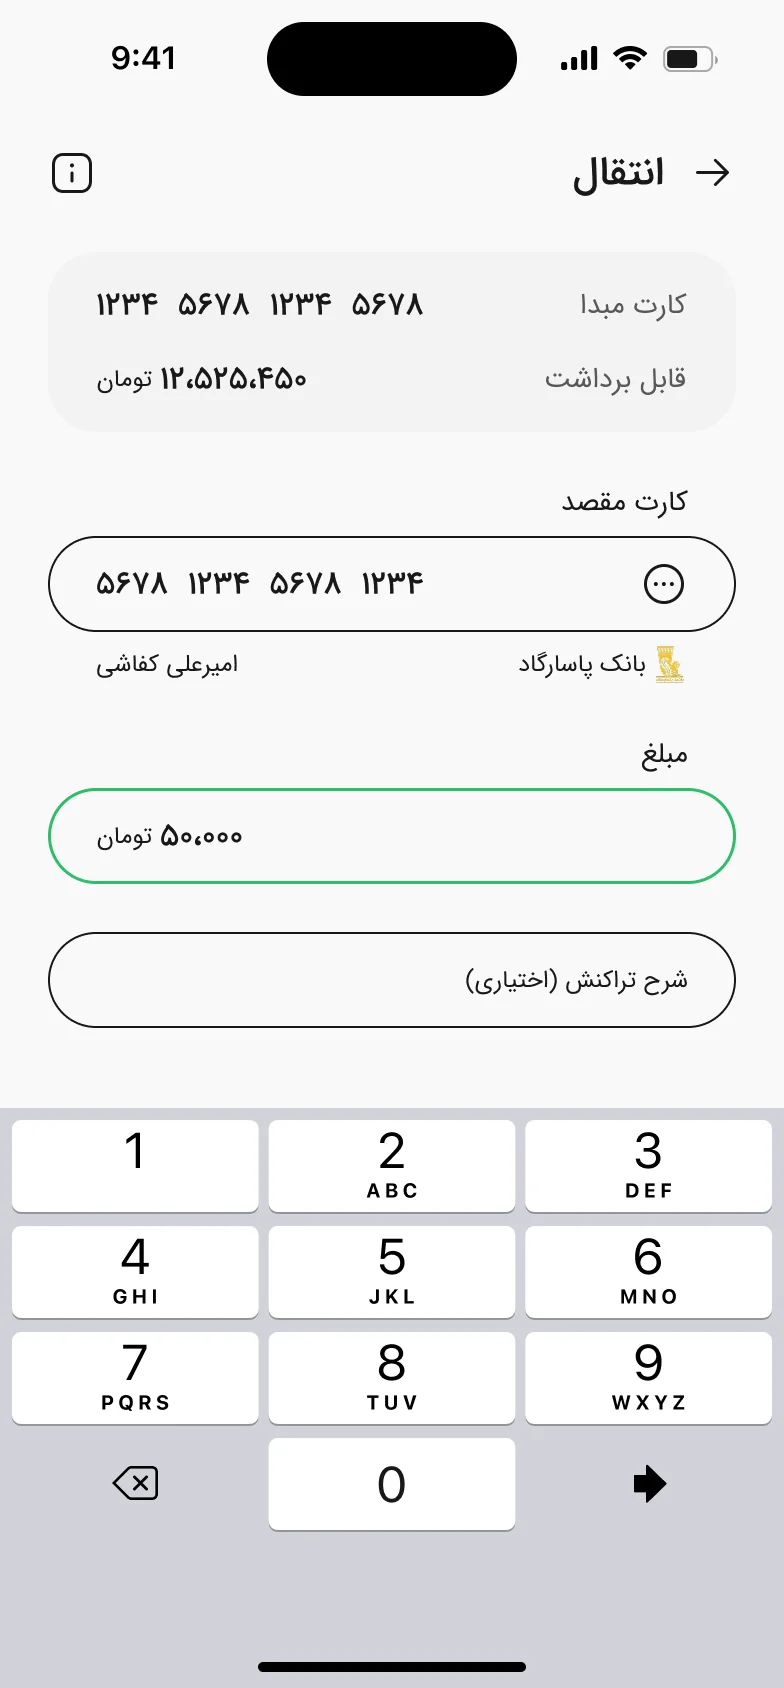 9:41
انتقال
کارت مبدا ۱۲۳۴ ۵۶۷۸ ۱۲۳۴ ۵۶۷۸
قابل برداشت ۱۲،۵۲۵،۴۵۰ تومان
کارت مقصد
۵۶۷۸ ۱۲۳۴ ۵۶۷۸ ۱۲۳۴
بانک پاسارگاد امیرعلی کفاشی
مبلغ
۵۰،۰۰۰ تومان
شرح تراکنش (اختیاری)
1 2 3
ABC DEF
4 5 6
GHI JKL MNO
7 8 9
PQRS TUV WXYZ
0